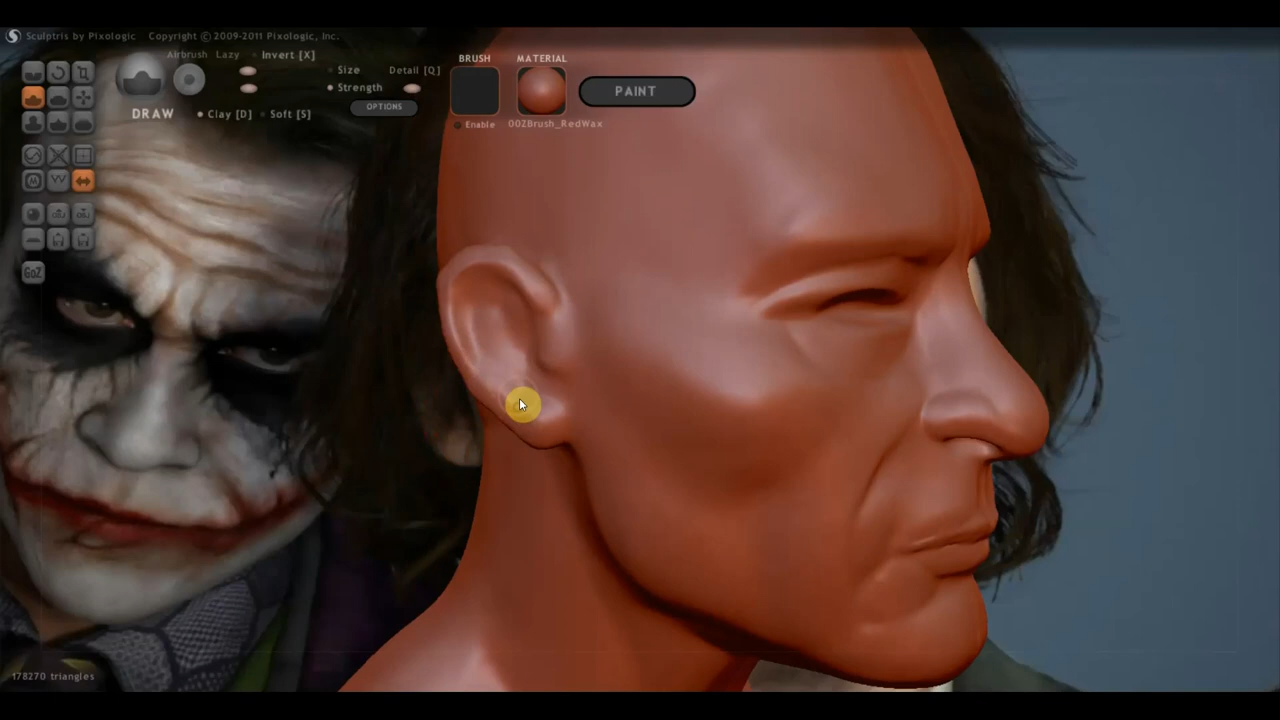 Sculptris by Pixologic Copyright © 2009-2011 Pixologic, Inc.
Airbrush Lazy Invert [X]
Size Detail [Q]
Strength
OPTIONS
DRAW Clay [D] Soft [S]
BRUSH MATERIAL
PAINT
Enable 00ZBrush_RedWax
GoZ
178270 triangles